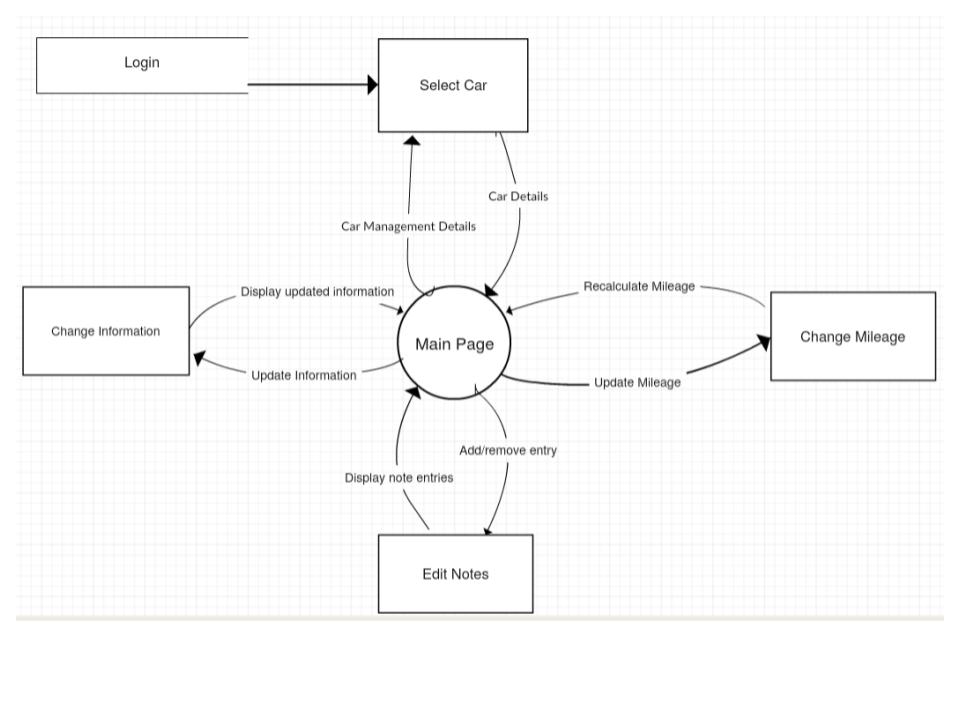 Login
Select Car
Car Details
Car Management Details
Display updated information
Recalculate Mileage
Change Information
Main Page
Change Mileage
Update Information
Update Mileage
Add/remove entry
Display note entries
Edit Notes